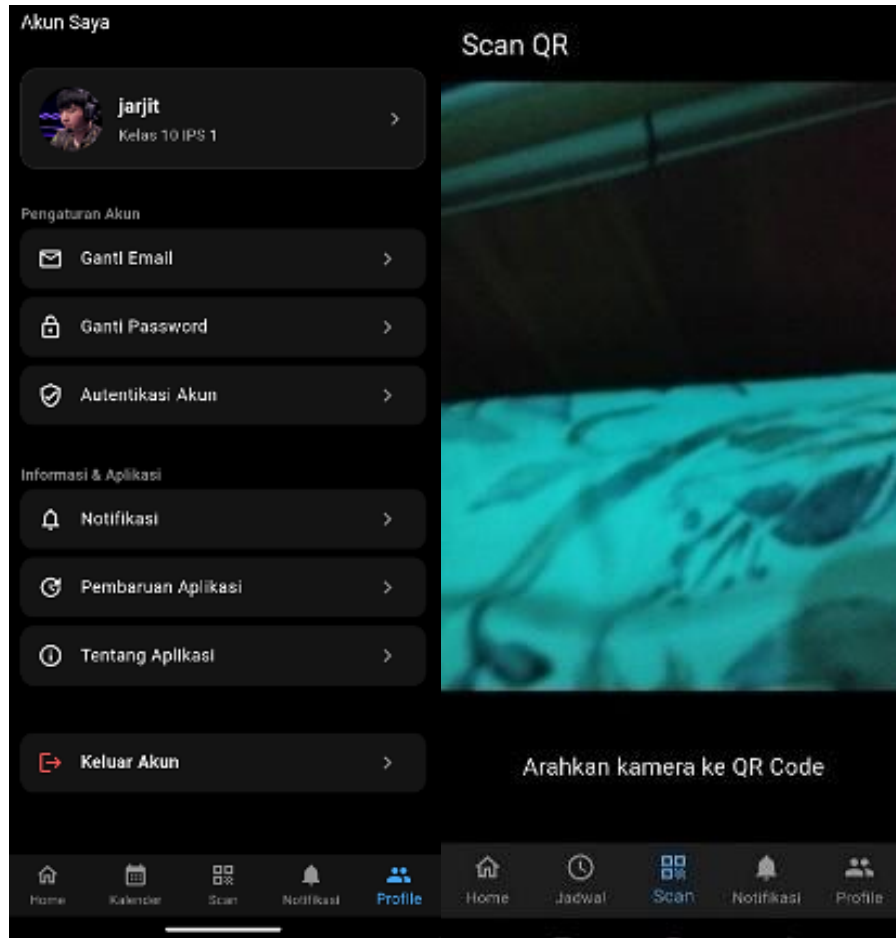 Akun Saya
jarjit
Kelas 10 IPS 1
Pengaturan Akun
Ganti Email
Ganti Password
Autentikasi Akun
Informasi & Aplikasi
Notifikasi
Pembaruan Aplikasi
Tentang Aplikasi
Keluar Akun
Home Kalender Scan Notifikasi Profile
Scan QR
Arahkan kamera ke QR Code
Home Jadwal Scan Notifikasi Profile